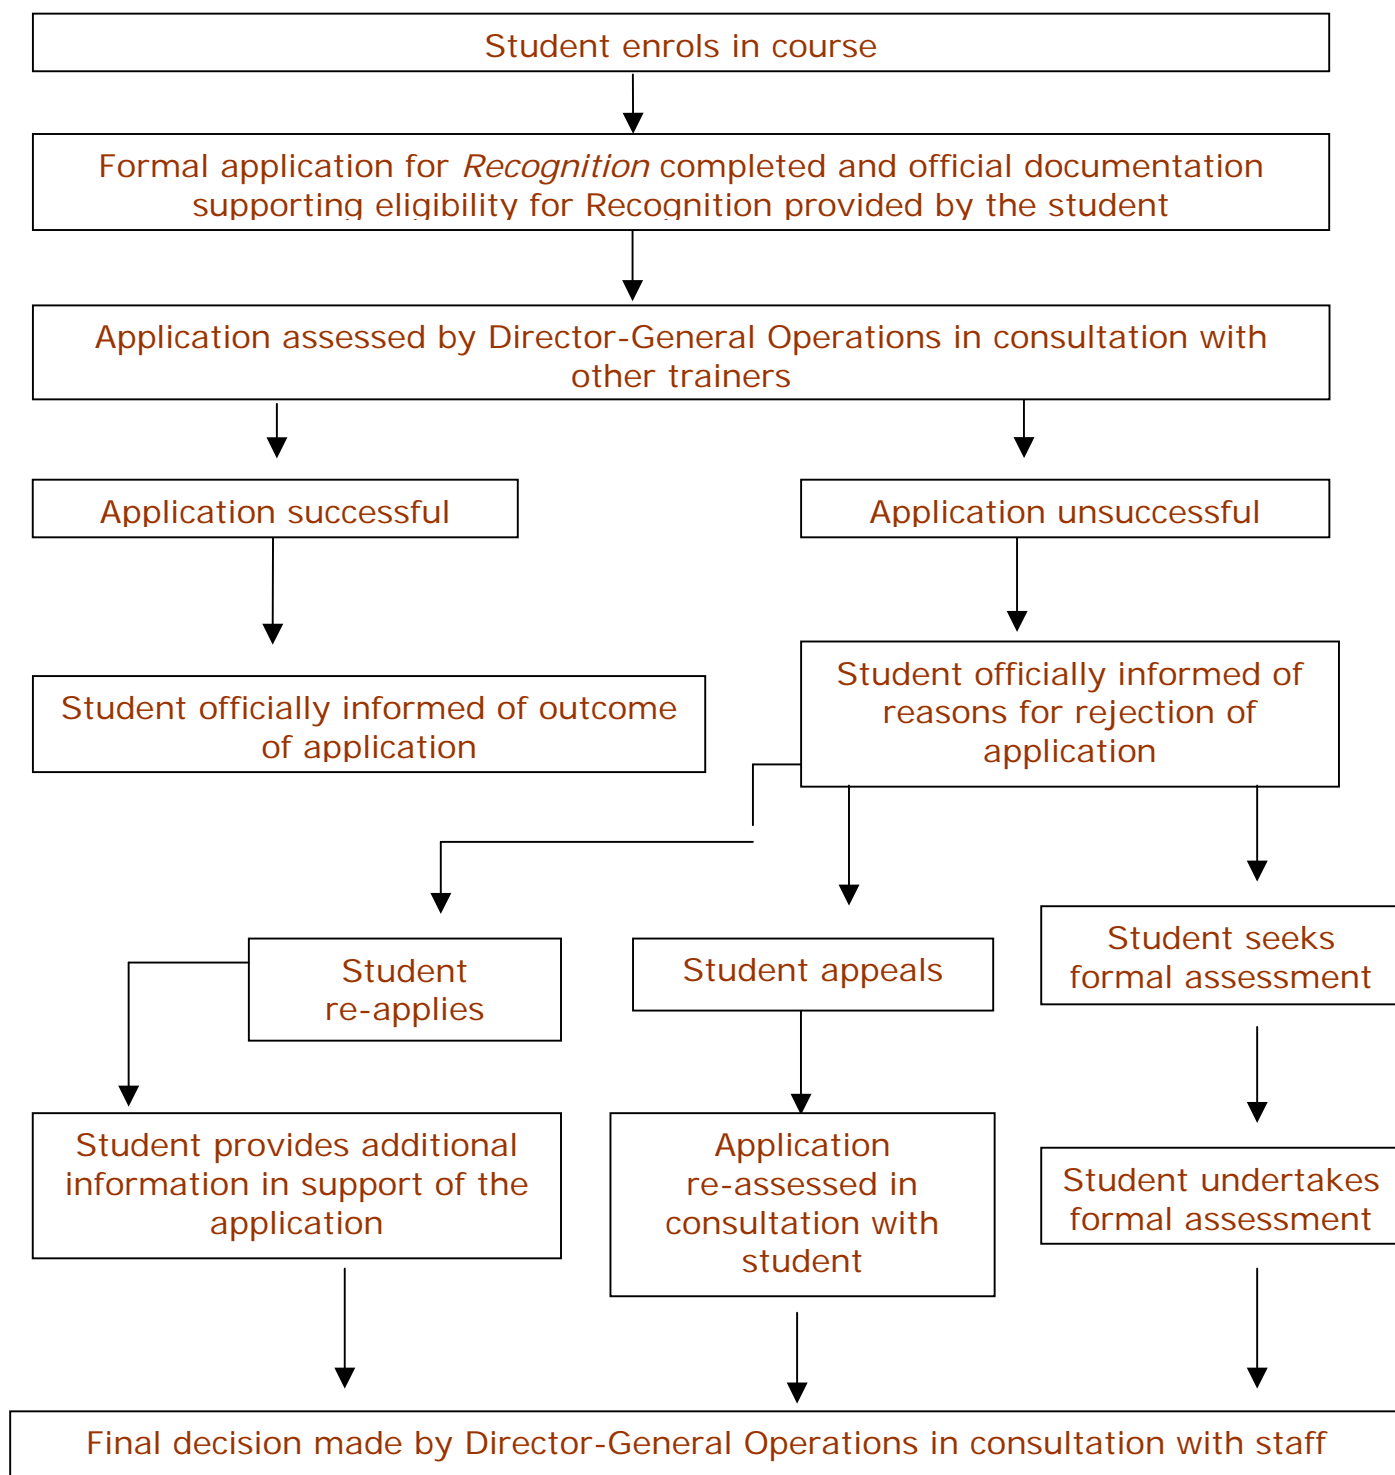 Student enrols in course
Formal application for Recognition completed and official documentation
supporting eligibility for Recognition provided by the student
Application assessed by Director-General Operations in consultation with
other trainers
Application successful
Application unsuccessful
Student officially informed of outcome
of application
Student officially informed of
reasons for rejection of
application
Student
re-applies
Student appeals
Student seeks
formal assessment
Student provides additional
information in support of the
application
Application
re-assessed in
consultation with
student
Student undertakes
formal assessment
Final decision made by Director-General Operations in consultation with staff